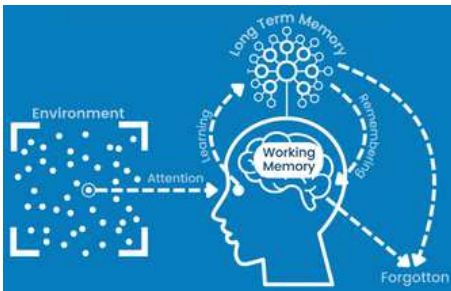 Long Term Memory
Environment
Learning
Remembering
Working
Memory
Attention
Forgotton